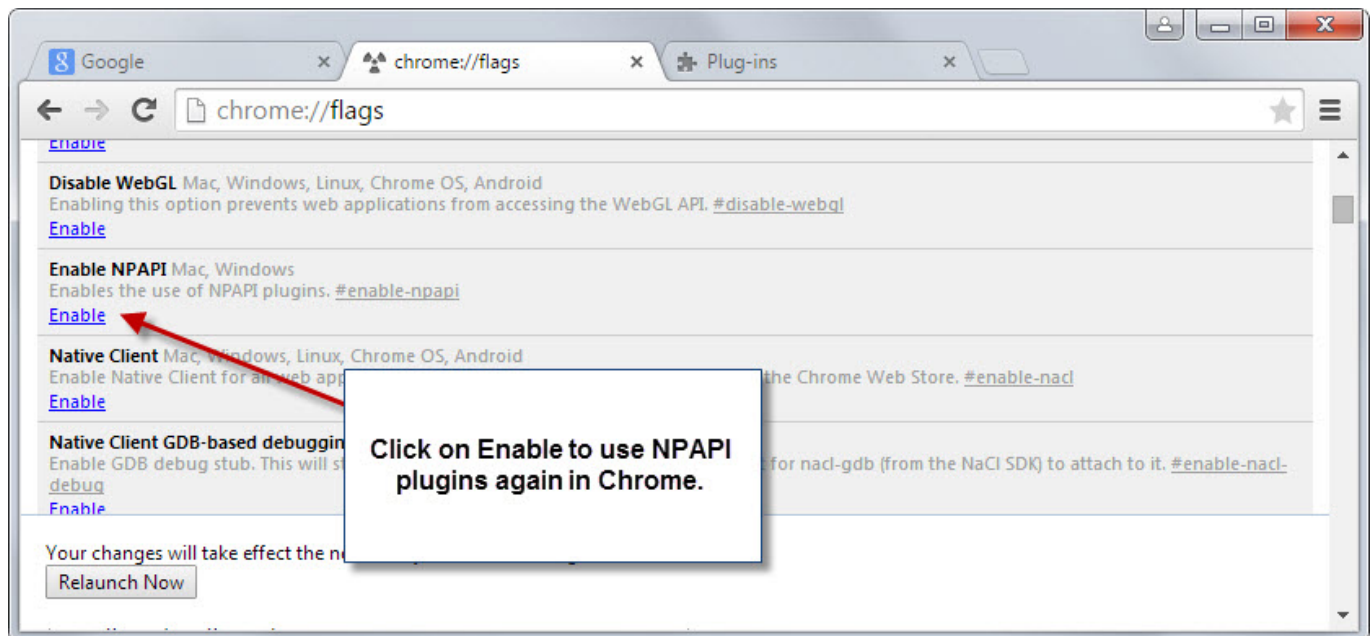 Google
chrome://flags
Plug-ins
chrome://flags
Enable
Disable WebGL Mac, Windows, Linux, Chrome OS, Android
Enabling this option prevents web applications from accessing the WebGL API. #disable-webgl
Enable
Enable NPAPI Mac, Windows
Enables the use of NPAPI plugins. #enable-npapi
Enable
Native Client Mac, Windows, Linux, Chrome OS, Android
Enable Native Client for all web app the Chrome Web Store. #enable-nacl
Enable
Native Client GDB-based debuggin
Enable GDB debug stub. This will st for nacl-gdb (from the NaCl SDK) to attach to it. #enable-nacl-
debug
Enable
Click on Enable to use NPAPI
plugins again in Chrome.
Your changes will take effect the
Relaunch Now